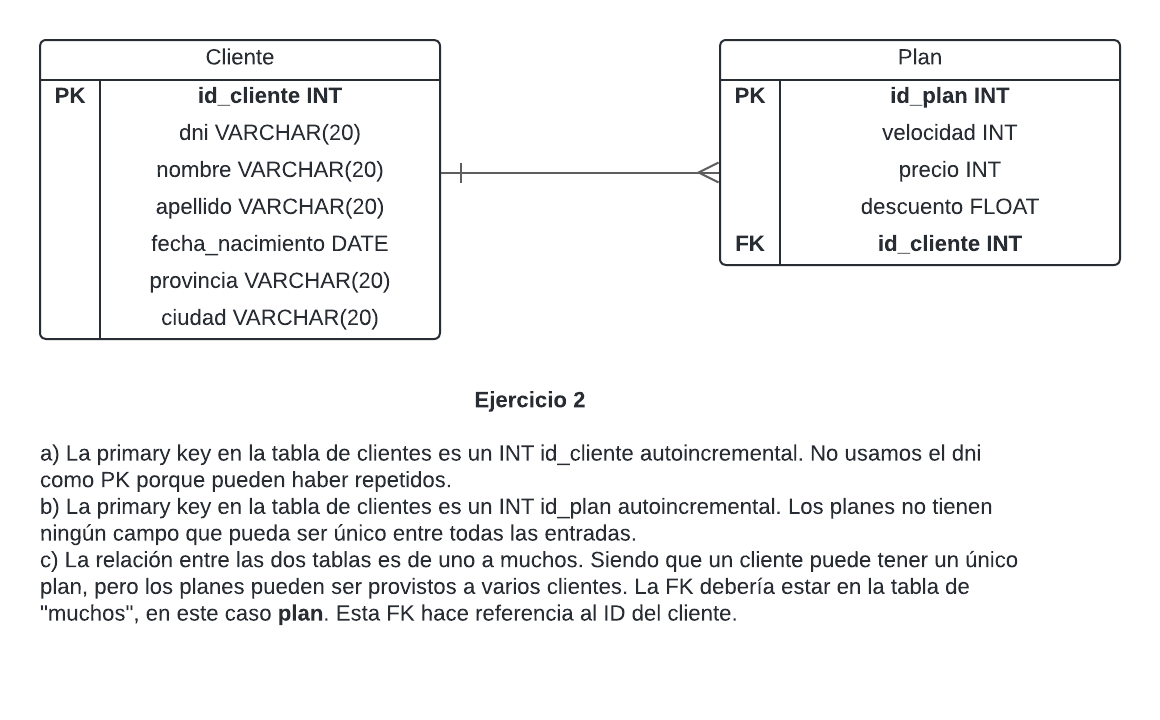 Cliente
PK id_cliente INT
dni VARCHAR(20)
nombre VARCHAR(20)
apellido VARCHAR(20)
fecha_nacimiento DATE
provincia VARCHAR(20)
ciudad VARCHAR(20)
Plan
PK id_plan INT
velocidad INT
precio INT
descuento FLOAT
FK id_cliente INT
Ejercicio 2
a) La primary key en la tabla de clientes es un INT id_cliente autoincremental. No usamos el dni
como PK porque pueden haber repetidos.
b) La primary key en la tabla de clientes es un INT id_plan autoincremental. Los planes no tienen
ningún campo que pueda ser único entre todas las entradas.
c) La relación entre las dos tablas es de uno a muchos. Siendo que un cliente puede tener un único
plan, pero los planes pueden ser provistos a varios clientes. La FK debería estar en la tabla de
"muchos", en este caso plan. Esta FK hace referencia al ID del cliente.